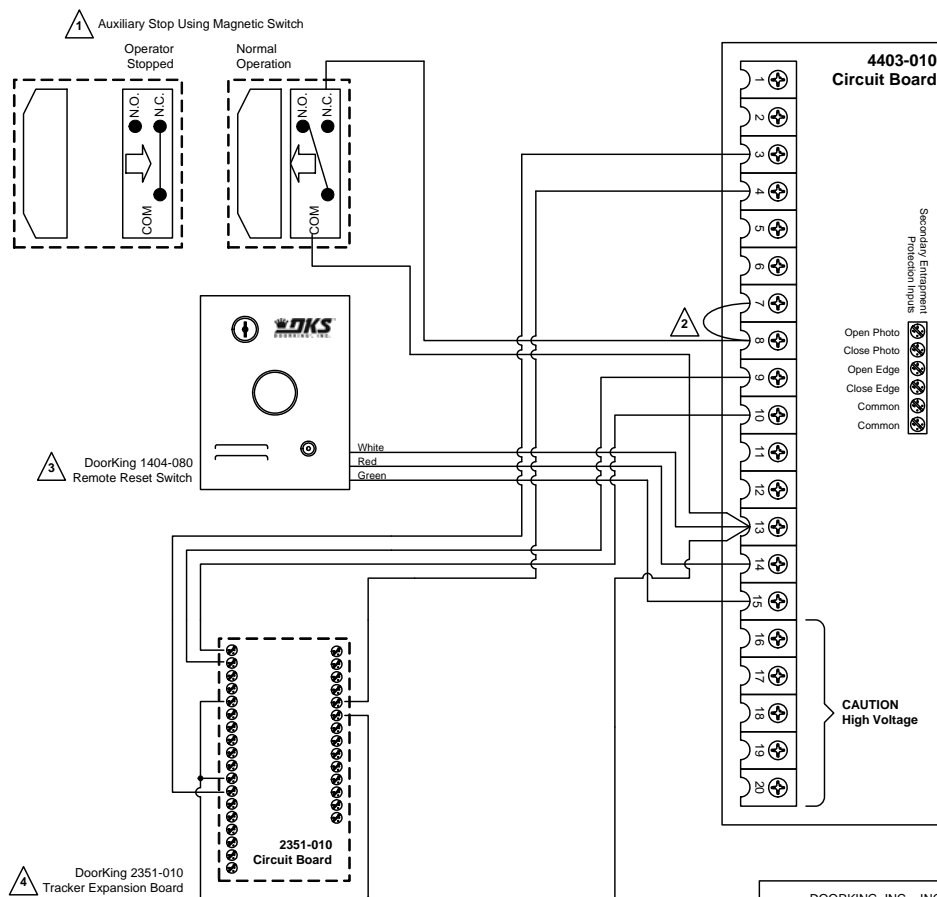 1
Auxiliary Stop Using Magnetic Switch
Operator
Stopped
Normal
Operation
N.O.
N.C.
COM
N.O.
N.C.
COM
4403-010
Circuit Board
1
2
3
4
5
6
7
8
9
10
11
12
13
14
15
16
17
18
19
20
2
Secondary Entrapment
Protection Inputs
Open Photo
Close Photo
Open Edge
Close Edge
Common
Common
DKS
DOORKING, INC.
White
Red
Green
3
DoorKing 1404-080
Remote Reset Switch
CAUTION
High Voltage
2351-010
Circuit Board
4
DoorKing 2351-010
Tracker Expansion Board